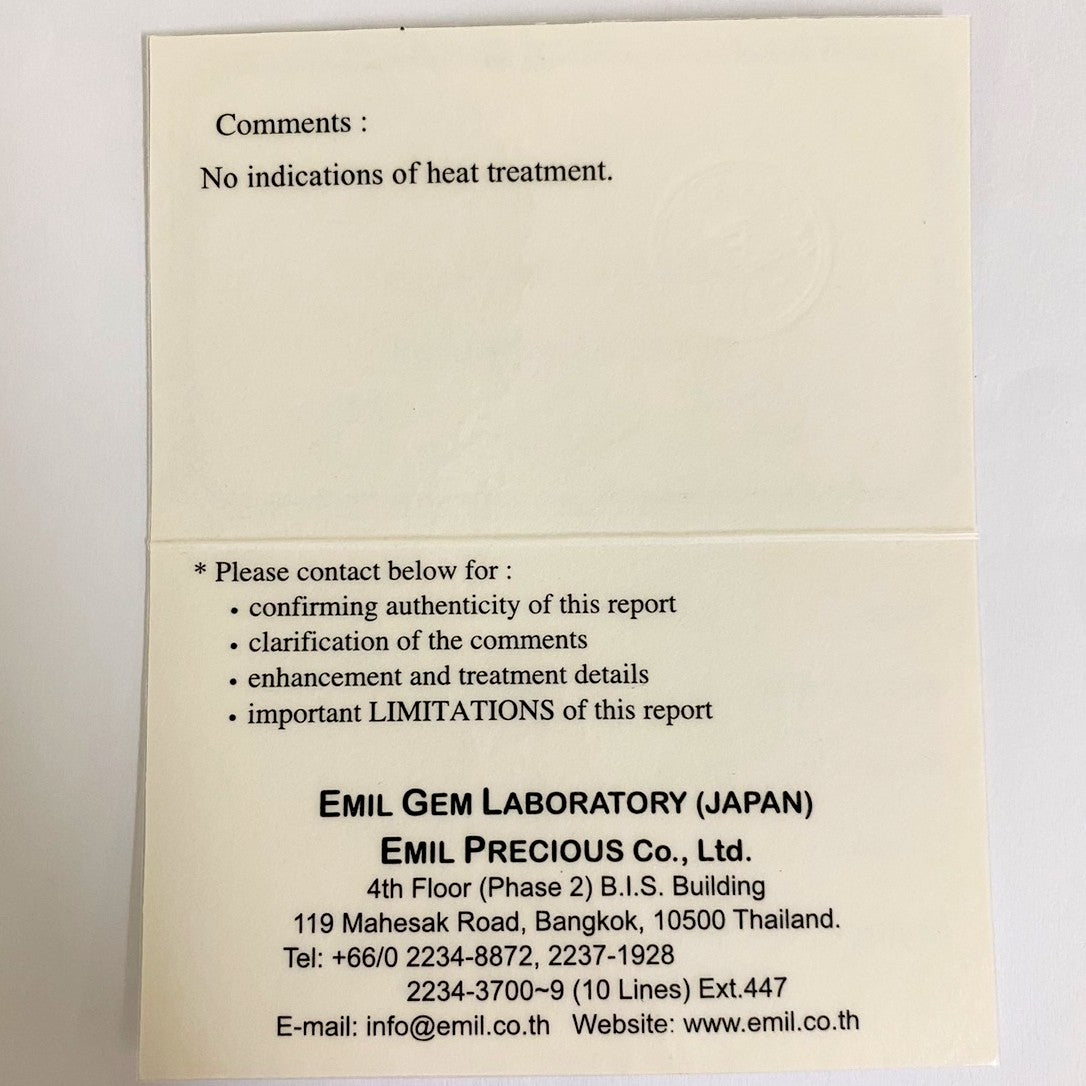 Comments :
No indications of heat treatment.
* Please contact below for :
• confirming authenticity of this report
• clarification of the comments
• enhancement and treatment details
• important LIMITATIONS of this report
EMIL GEM LABORATORY (JAPAN)
EMIL PRECIOUS Co., Ltd.
4th Floor (Phase 2) B.I.S. Building
119 Mahesak Road, Bangkok, 10500 Thailand.
Tel: +66/0 2234-8872, 2237-1928
2234-3700~9 (10 Lines) Ext.447
E-mail: info@emil.co.th Website: www.emil.co.th